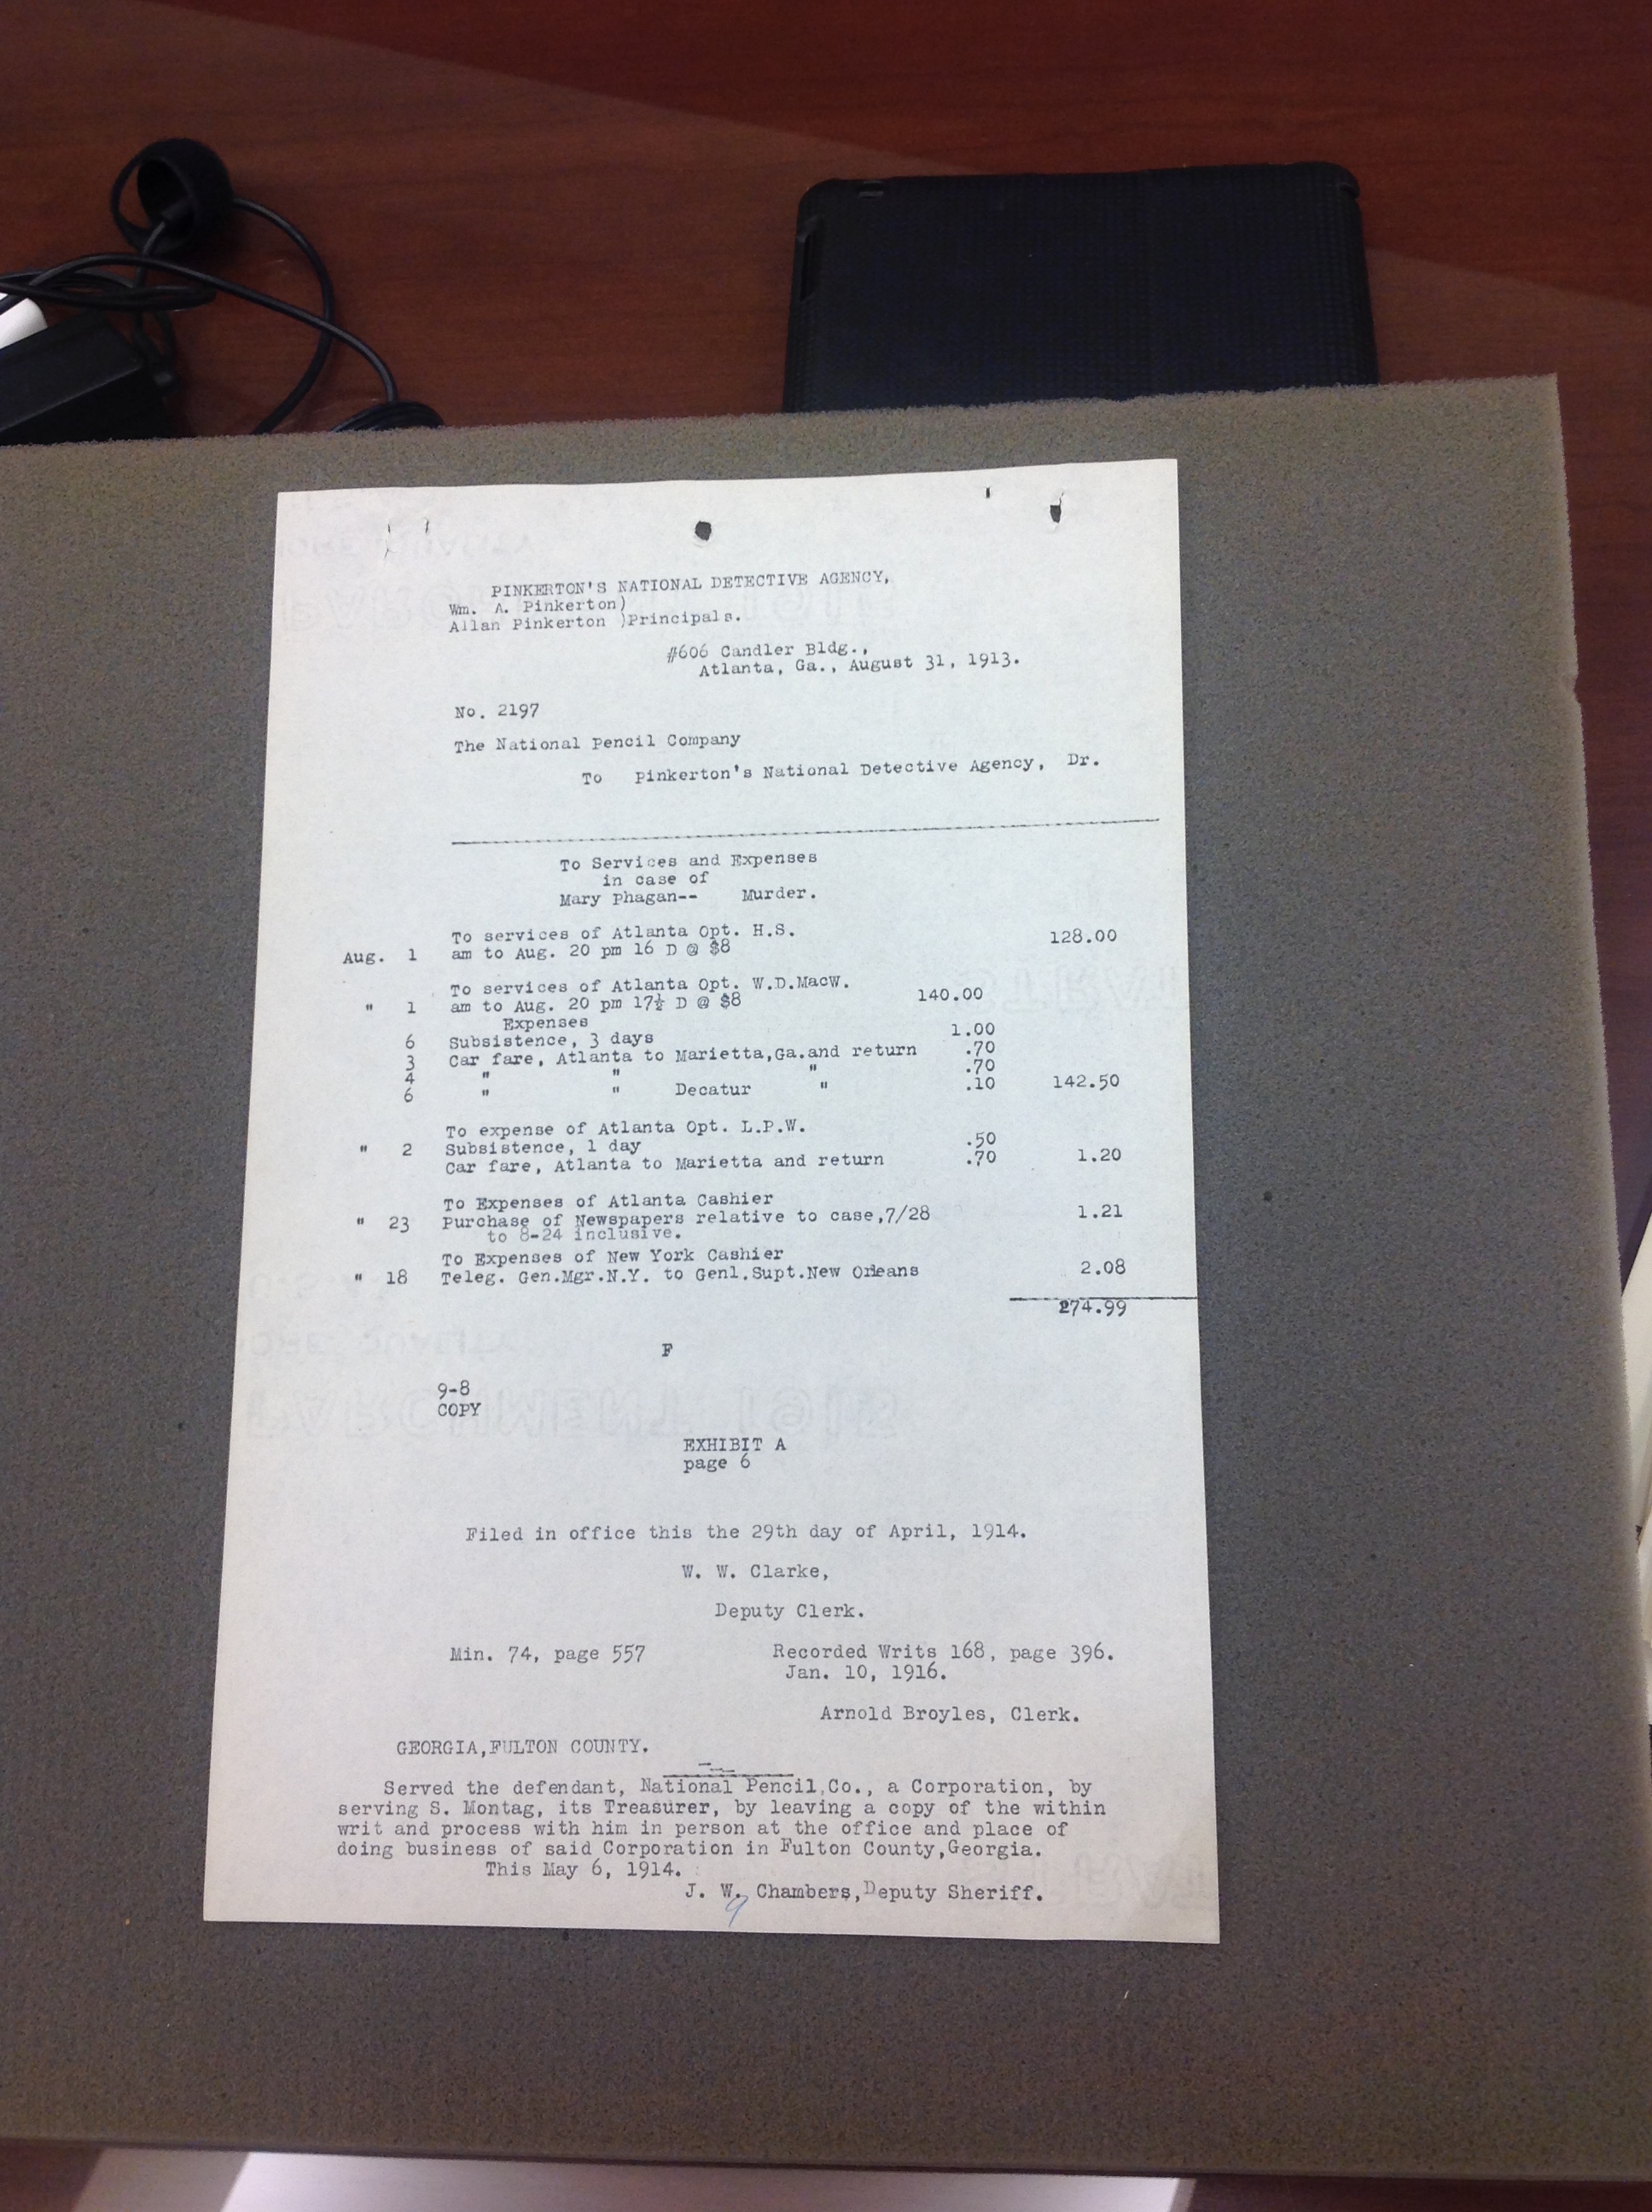 PINKERTON'S NATIONAL DETECTIVE AGENCY,
Wm. A. Pinkerton)
Allan Pinkerton )Principals.
#606 Candler Bldg.,
Atlanta, Ga., August 31, 1913.
No. 2197
The National Pencil Company
To Pinkerton's National Detective Agency, Dr.
To Services and Expenses
in case of
Mary Phagan-- Murder.
To services of Atlanta Opt. H.S.
Aug. 1 am to Aug. 20 pm 16 D @ $8 128.00
To services of Atlanta Opt. W.D.MacW.
" 1 am to Aug. 20 pm 17½ D @ $8 140.00
Expenses
6 Subsistence, 3 days 1.00
3 Car fare, Atlanta to Marietta,Ga.and return .70
4 " " " .70
6 " " Decatur " .10 142.50
To expense of Atlanta Opt. L.P.W.
" 2 Subsistence, 1 day .50
Car fare, Atlanta to Marietta and return .70 1.20
To Expenses of Atlanta Cashier
" 23 Purchase of Newspapers relative to case,7/28 1.21
to 8-24 inclusive.
To Expenses of New York Cashier
" 18 Teleg. Gen.Mgr.N.Y. to Genl.Supt.New Orleans 2.08
274.99
F
9-8
COPY
EXHIBIT A
page 6
Filed in office this the 29th day of April, 1914.
W. W. Clarke,
Deputy Clerk.
Min. 74, page 557 Recorded Writs 168, page 396.
Jan. 10, 1916.
Arnold Broyles, Clerk.
GEORGIA,FULTON COUNTY.
Served the defendant, National Pencil Co., a Corporation, by
serving S. Montag, its Treasurer, by leaving a copy of the within
writ and process with him in person at the office and place of
doing business of said Corporation in Fulton County,Georgia.
This May 6, 1914.
J. W. Chambers,Deputy Sheriff.
9